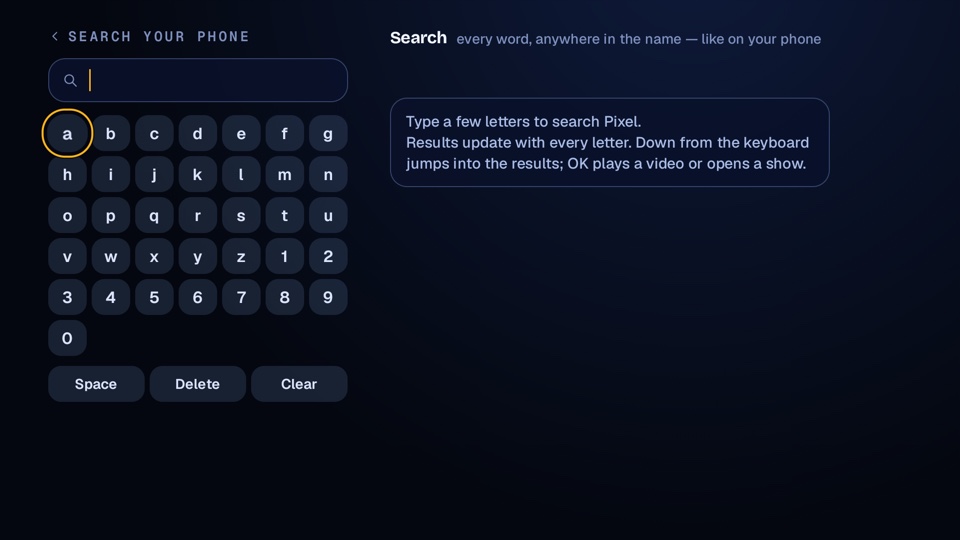 SEARCH YOUR PHONE
Search every word, anywhere in the name — like on your phone
a b c d e f g
h i j k l m n
o p q r s t u
v w x y z 1 2
3 4 5 6 7 8 9
0
Space Delete Clear
Type a few letters to search Pixel.
Results update with every letter. Down from the keyboard
jumps into the results; OK plays a video or opens a show.